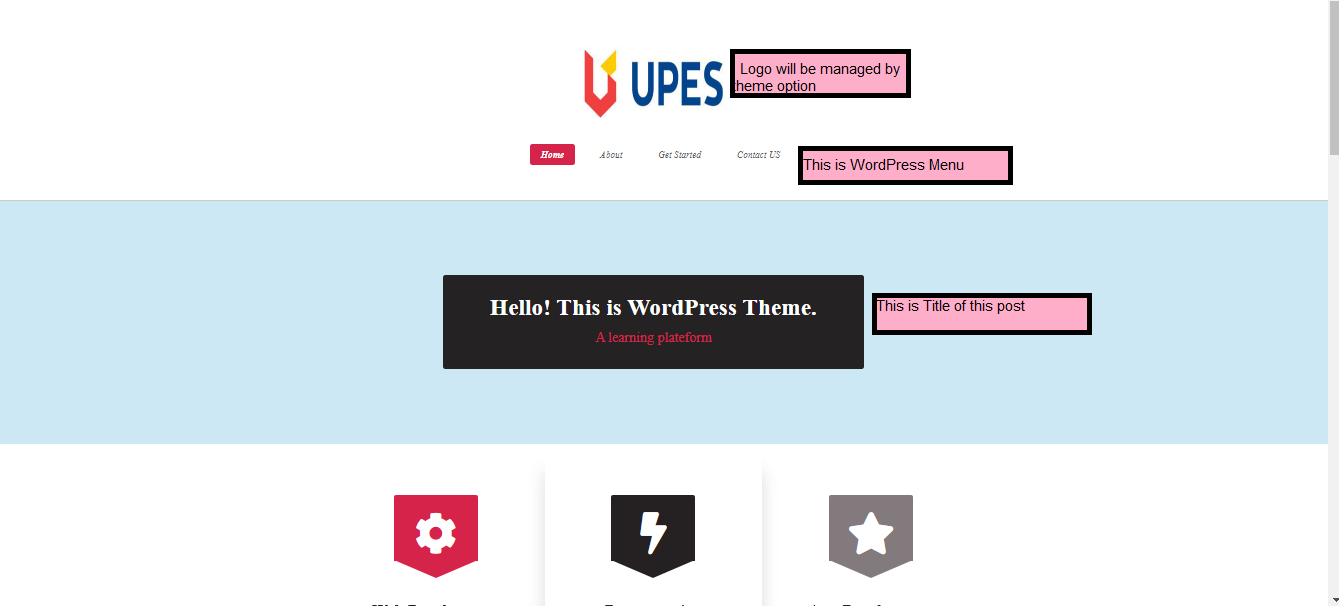 UPES
Logo will be managed by
heme option
Home About Get Started Contact US
This is WordPress Menu
Hello! This is WordPress Theme.
A learning plateform
This is Title of this post